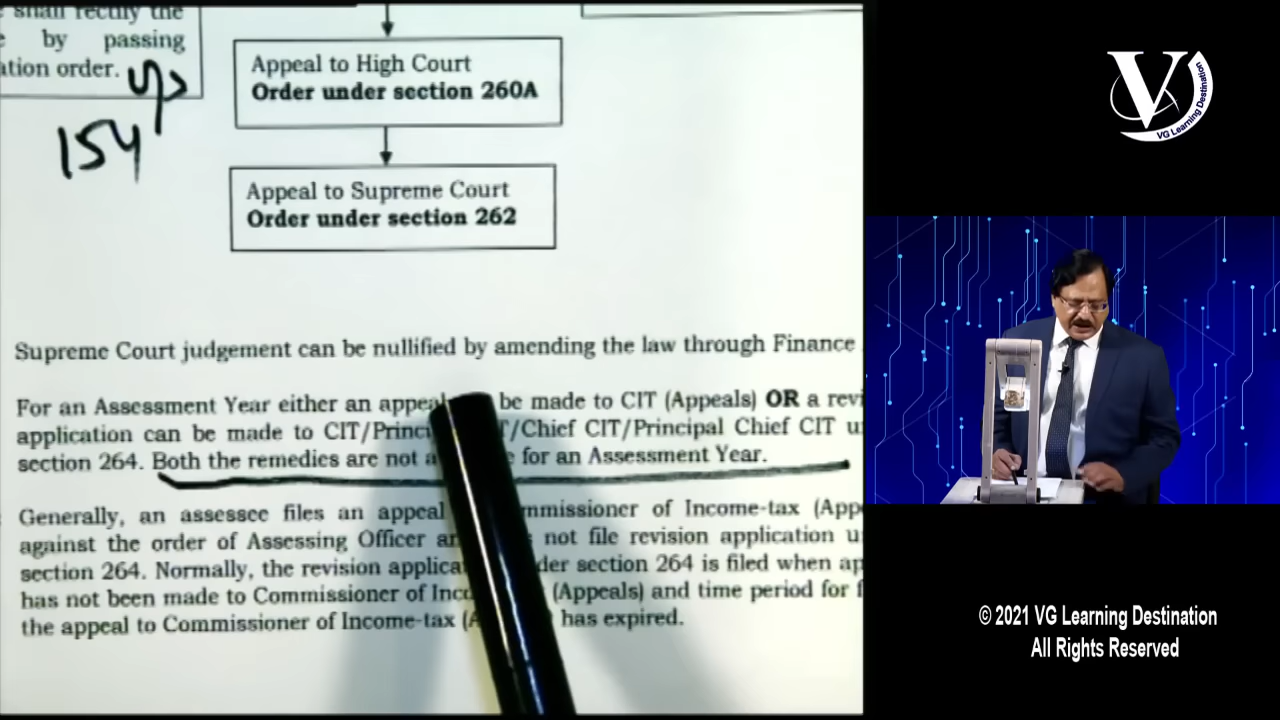 shall rectify the
by passing
ation order. u/s
154
Appeal to High Court
Order under section 260A
Appeal to Supreme Court
Order under section 262
Supreme Court judgement can be nullified by amending the law through Finance
For an Assessment Year either an appeal be made to CIT (Appeals) OR a revi
application can be made to CIT/Princi T/Chief CIT/Principal Chief CIT u
section 264. Both the remedies are not a e for an Assessment Year.
Generally, an assessee files an appeal mmissioner of Income-tax (App
against the order of Assessing Officer an not file revision application u
section 264. Normally, the revision applica der section 264 is filed when ap
has not been made to Commissioner of Inco (Appeals) and time period for f
the appeal to Commissioner of Income-tax (A has expired.
V
VG Learning Destination
© 2021 VG Learning Destination
All Rights Reserved